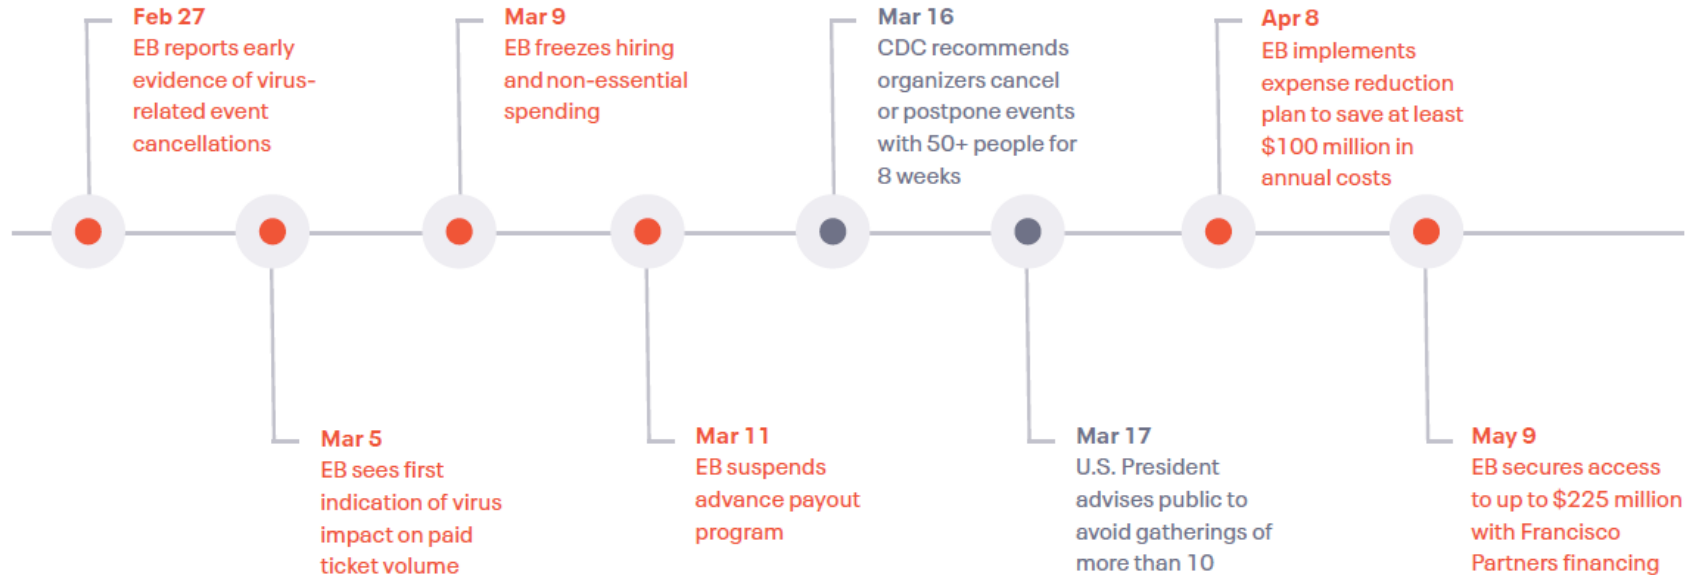 Feb 27
EB reports early
evidence of virus-
related event
cancellations
Mar 5
EB sees first
indication of virus
impact on paid
ticket volume
Mar 9
EB freezes hiring
and non-essential
spending
Mar 11
EB suspends
advance payout
program
Mar 16
CDC recommends
organizers cancel
or postpone events
with 50+ people for
8 weeks
Mar 17
U.S. President
advises public to
avoid gatherings of
more than 10
Apr 8
EB implements
expense reduction
plan to save at least
$100 million in
annual costs
May 9
EB secures access
to up to $225 million
with Francisco
Partners financing